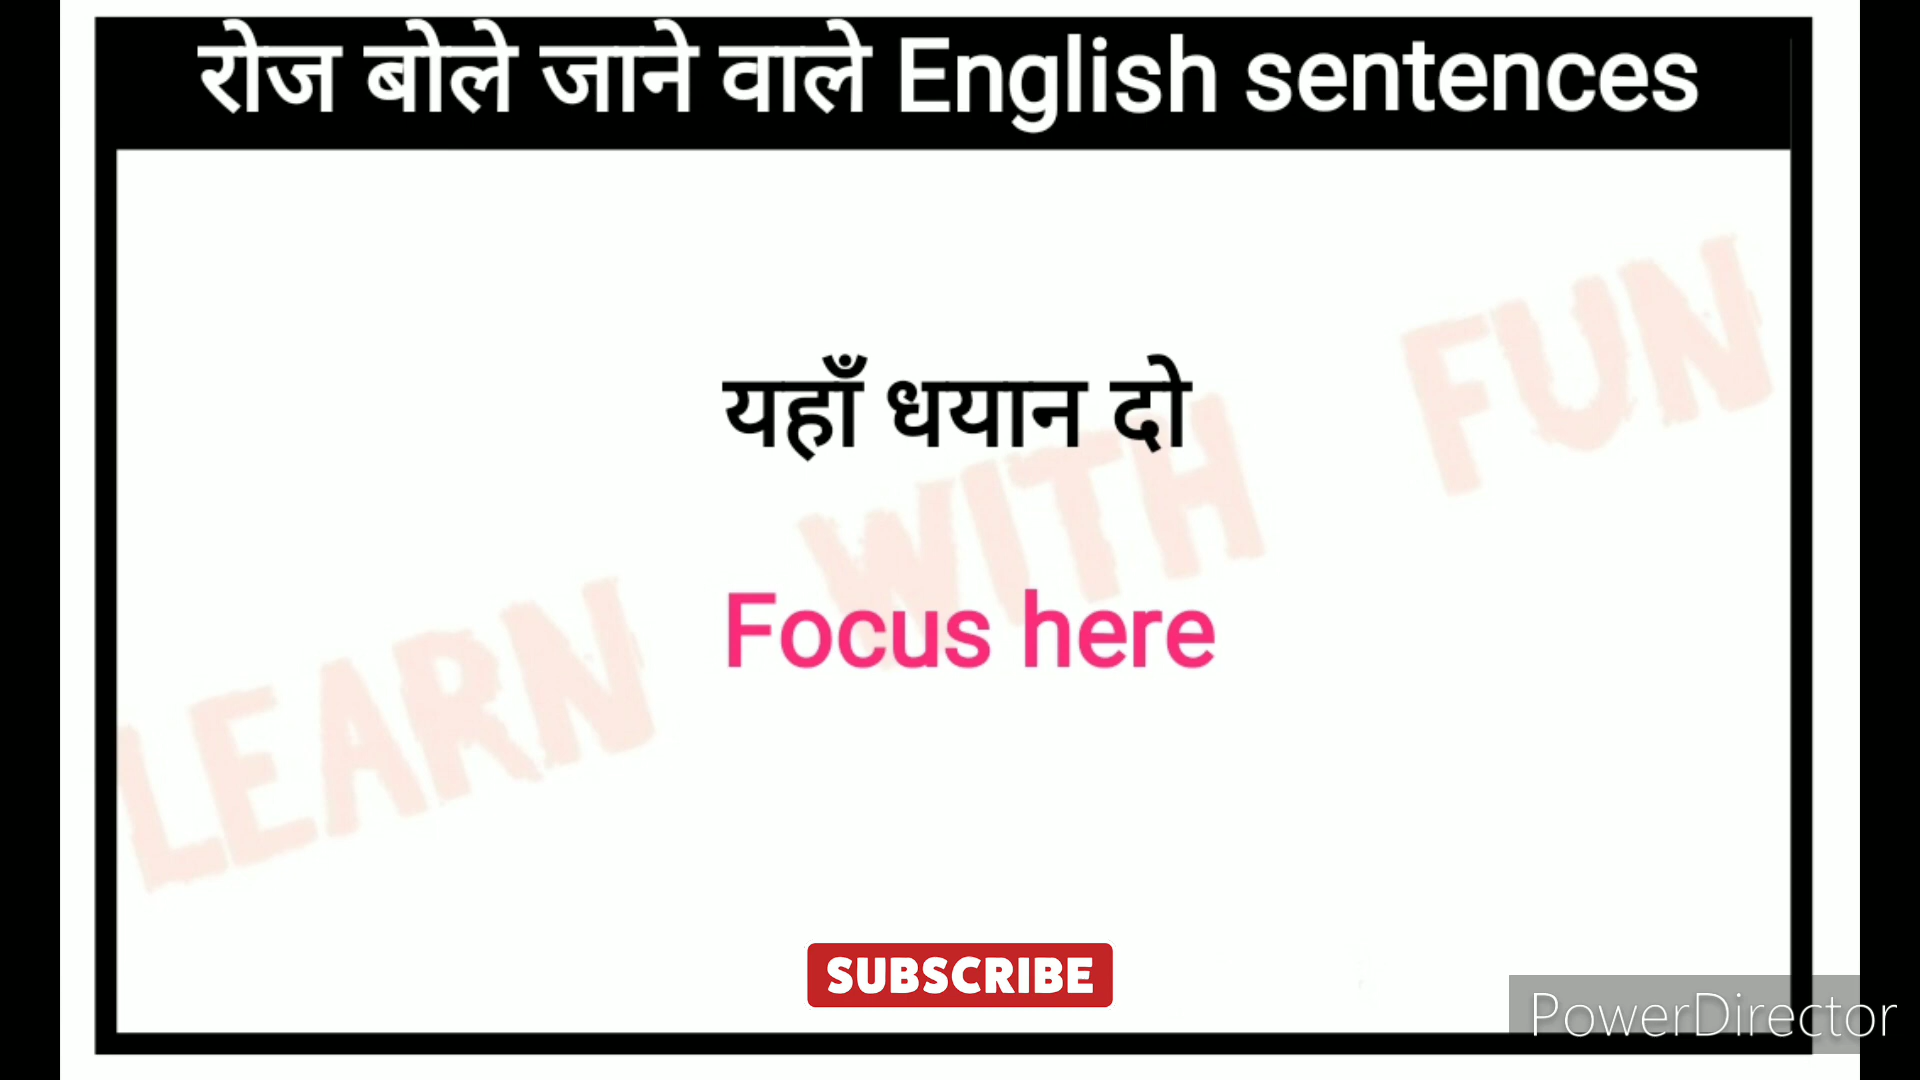 रोज बोले जाने वाले English sentences
यहाँ धयान दो
Focus here
LEARN WITH FUN
SUBSCRIBE
PowerDirector